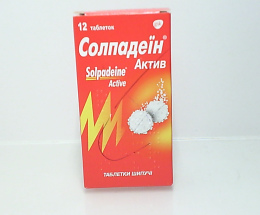 12 таблеток
Солпадеїн®
Актив
Solpadeine®
Active
ТАБЛЕТКИ ШИПУЧІ